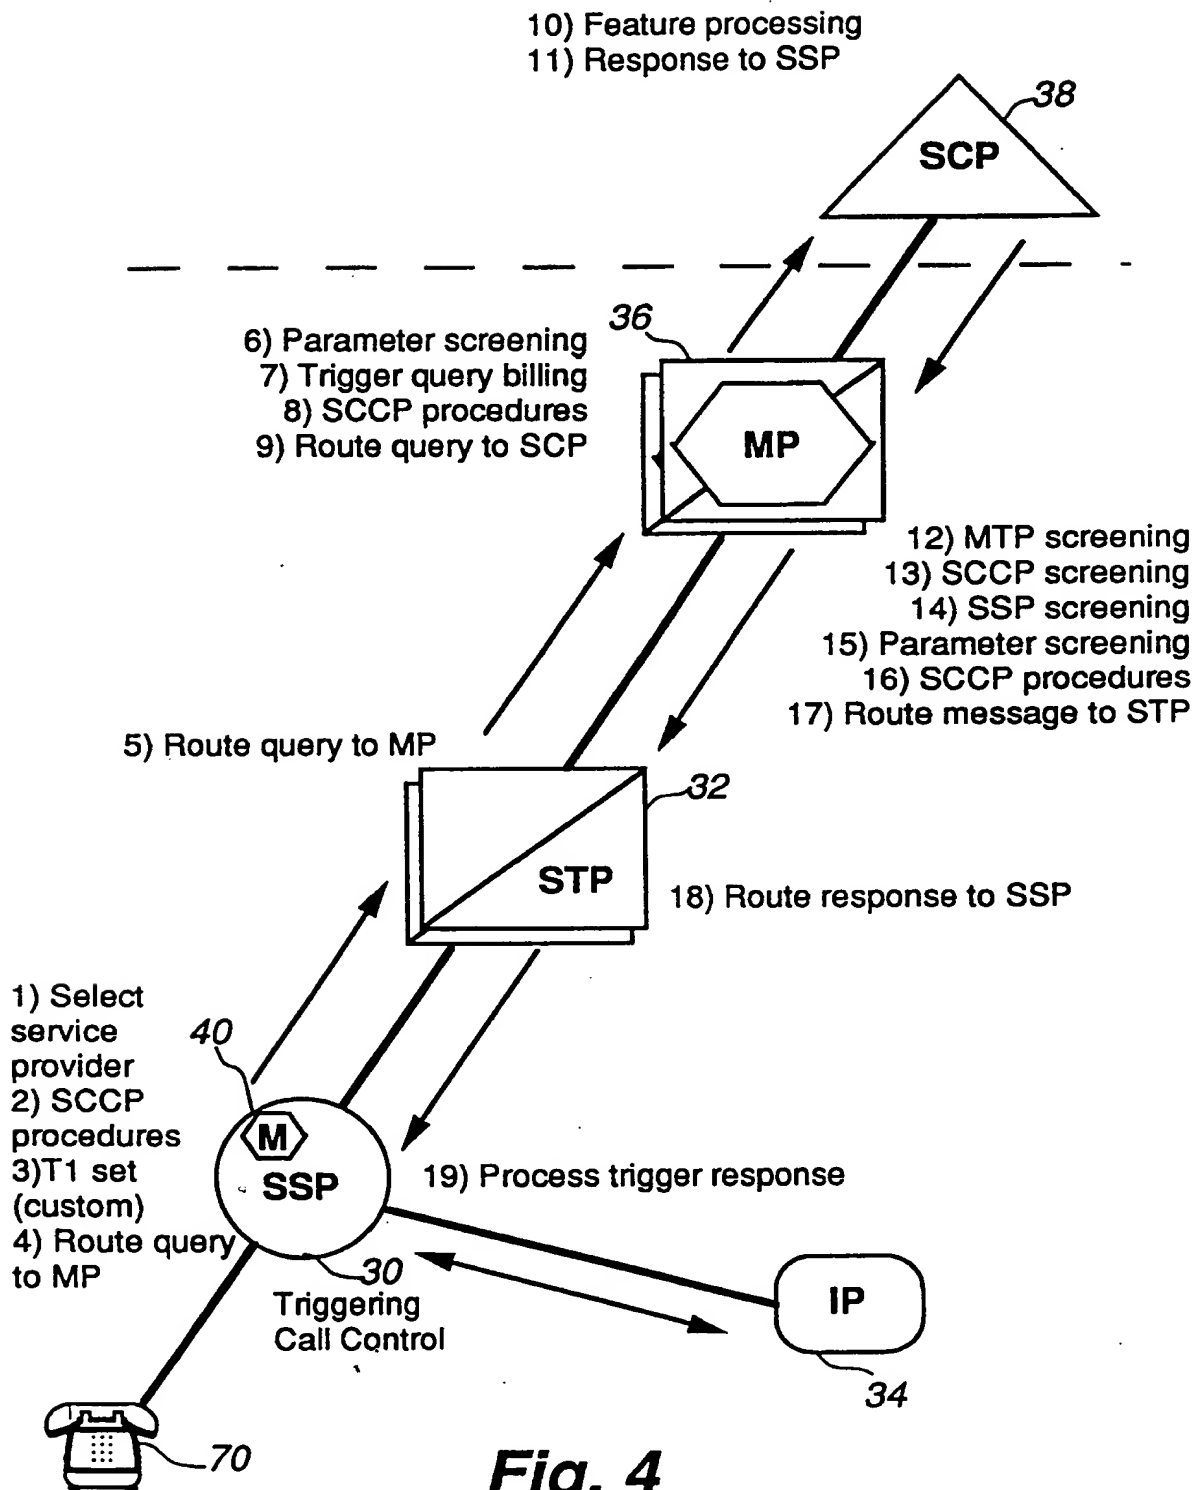 10) Feature processing
11) Response to SSP
38
SCP
36
6) Parameter screening
7) Trigger query billing
8) SCCP procedures
9) Route query to SCP
MP
12) MTP screening
13) SCCP screening
14) SSP screening
15) Parameter screening
16) SCCP procedures
17) Route message to STP
5) Route query to MP
32
STP
18) Route response to SSP
1) Select
service
provider
2) SCCP
procedures
3)T1 set
(custom)
4) Route query
to MP
40
M
SSP
19) Process trigger response
30
Triggering
Call Control
IP
34
70
Fig. 4